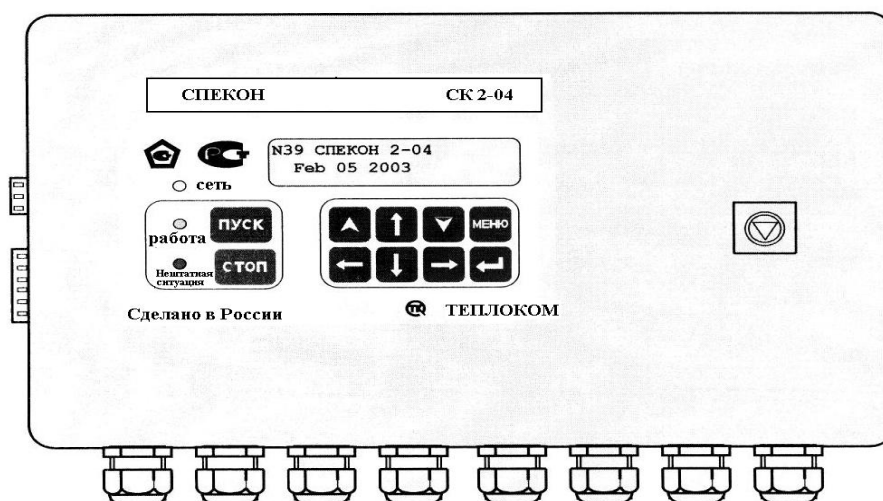 СПЕКОН СК 2-04
N39 СПЕКОН 2-04
Feb 05 2003
сеть
работа ПУСК
Нештатная
ситуация
СТОП
МЕНЮ
Сделано в России
ТЕПЛОКОМ